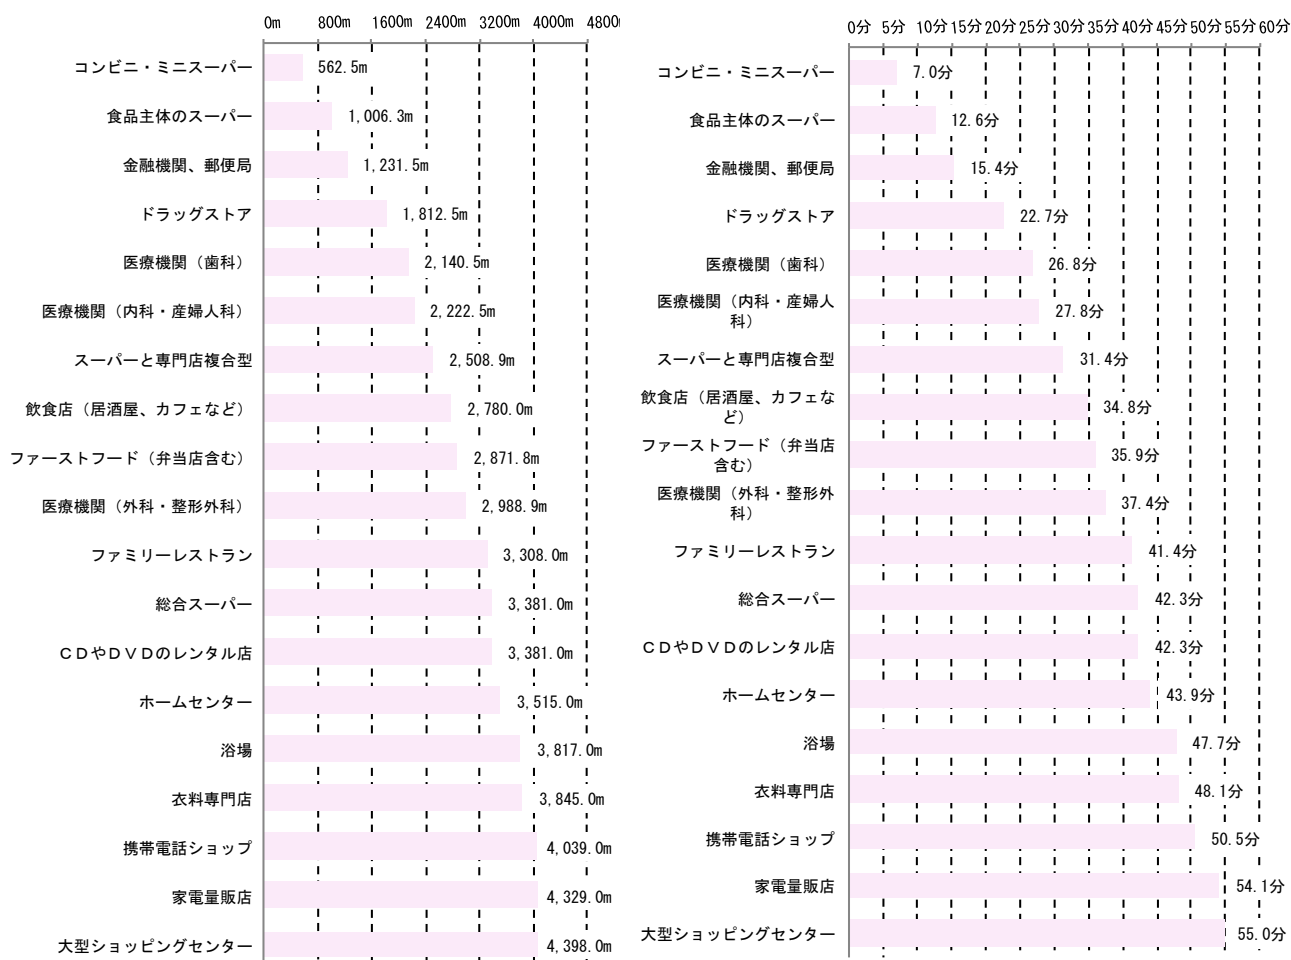 0m 800m 1600m 2400m 3200m 4000m 4800m
コンビニ・ミニスーパー 562.5m
食品主体のスーパー 1,006.3m
金融機関、郵便局 1,231.5m
ドラッグストア 1,812.5m
医療機関（歯科） 2,140.5m
医療機関（内科・産婦人科） 2,222.5m
スーパーと専門店複合型 2,508.9m
飲食店（居酒屋、カフェなど） 2,780.0m
ファーストフード（弁当店含む） 2,871.8m
医療機関（外科・整形外科） 2,988.9m
ファミリーレストラン 3,308.0m
総合スーパー 3,381.0m
ＣＤやＤＶＤのレンタル店 3,381.0m
ホームセンター 3,515.0m
浴場 3,817.0m
衣料専門店 3,845.0m
携帯電話ショップ 4,039.0m
家電量販店 4,329.0m
大型ショッピングセンター 4,398.0m
0分 5分 10分 15分 20分 25分 30分 35分 40分 45分 50分 55分 60分
コンビニ・ミニスーパー 7.0分
食品主体のスーパー 12.6分
金融機関、郵便局 15.4分
ドラッグストア 22.7分
医療機関（歯科） 26.8分
医療機関（内科・産婦人
科） 27.8分
スーパーと専門店複合型 31.4分
飲食店（居酒屋、カフェな
ど） 34.8分
ファーストフード（弁当店
含む） 35.9分
医療機関（外科・整形外
科） 37.4分
ファミリーレストラン 41.4分
総合スーパー 42.3分
ＣＤやＤＶＤのレンタル店 42.3分
ホームセンター 43.9分
浴場 47.7分
衣料専門店 48.1分
携帯電話ショップ 50.5分
家電量販店 54.1分
大型ショッピングセンター 55.0分